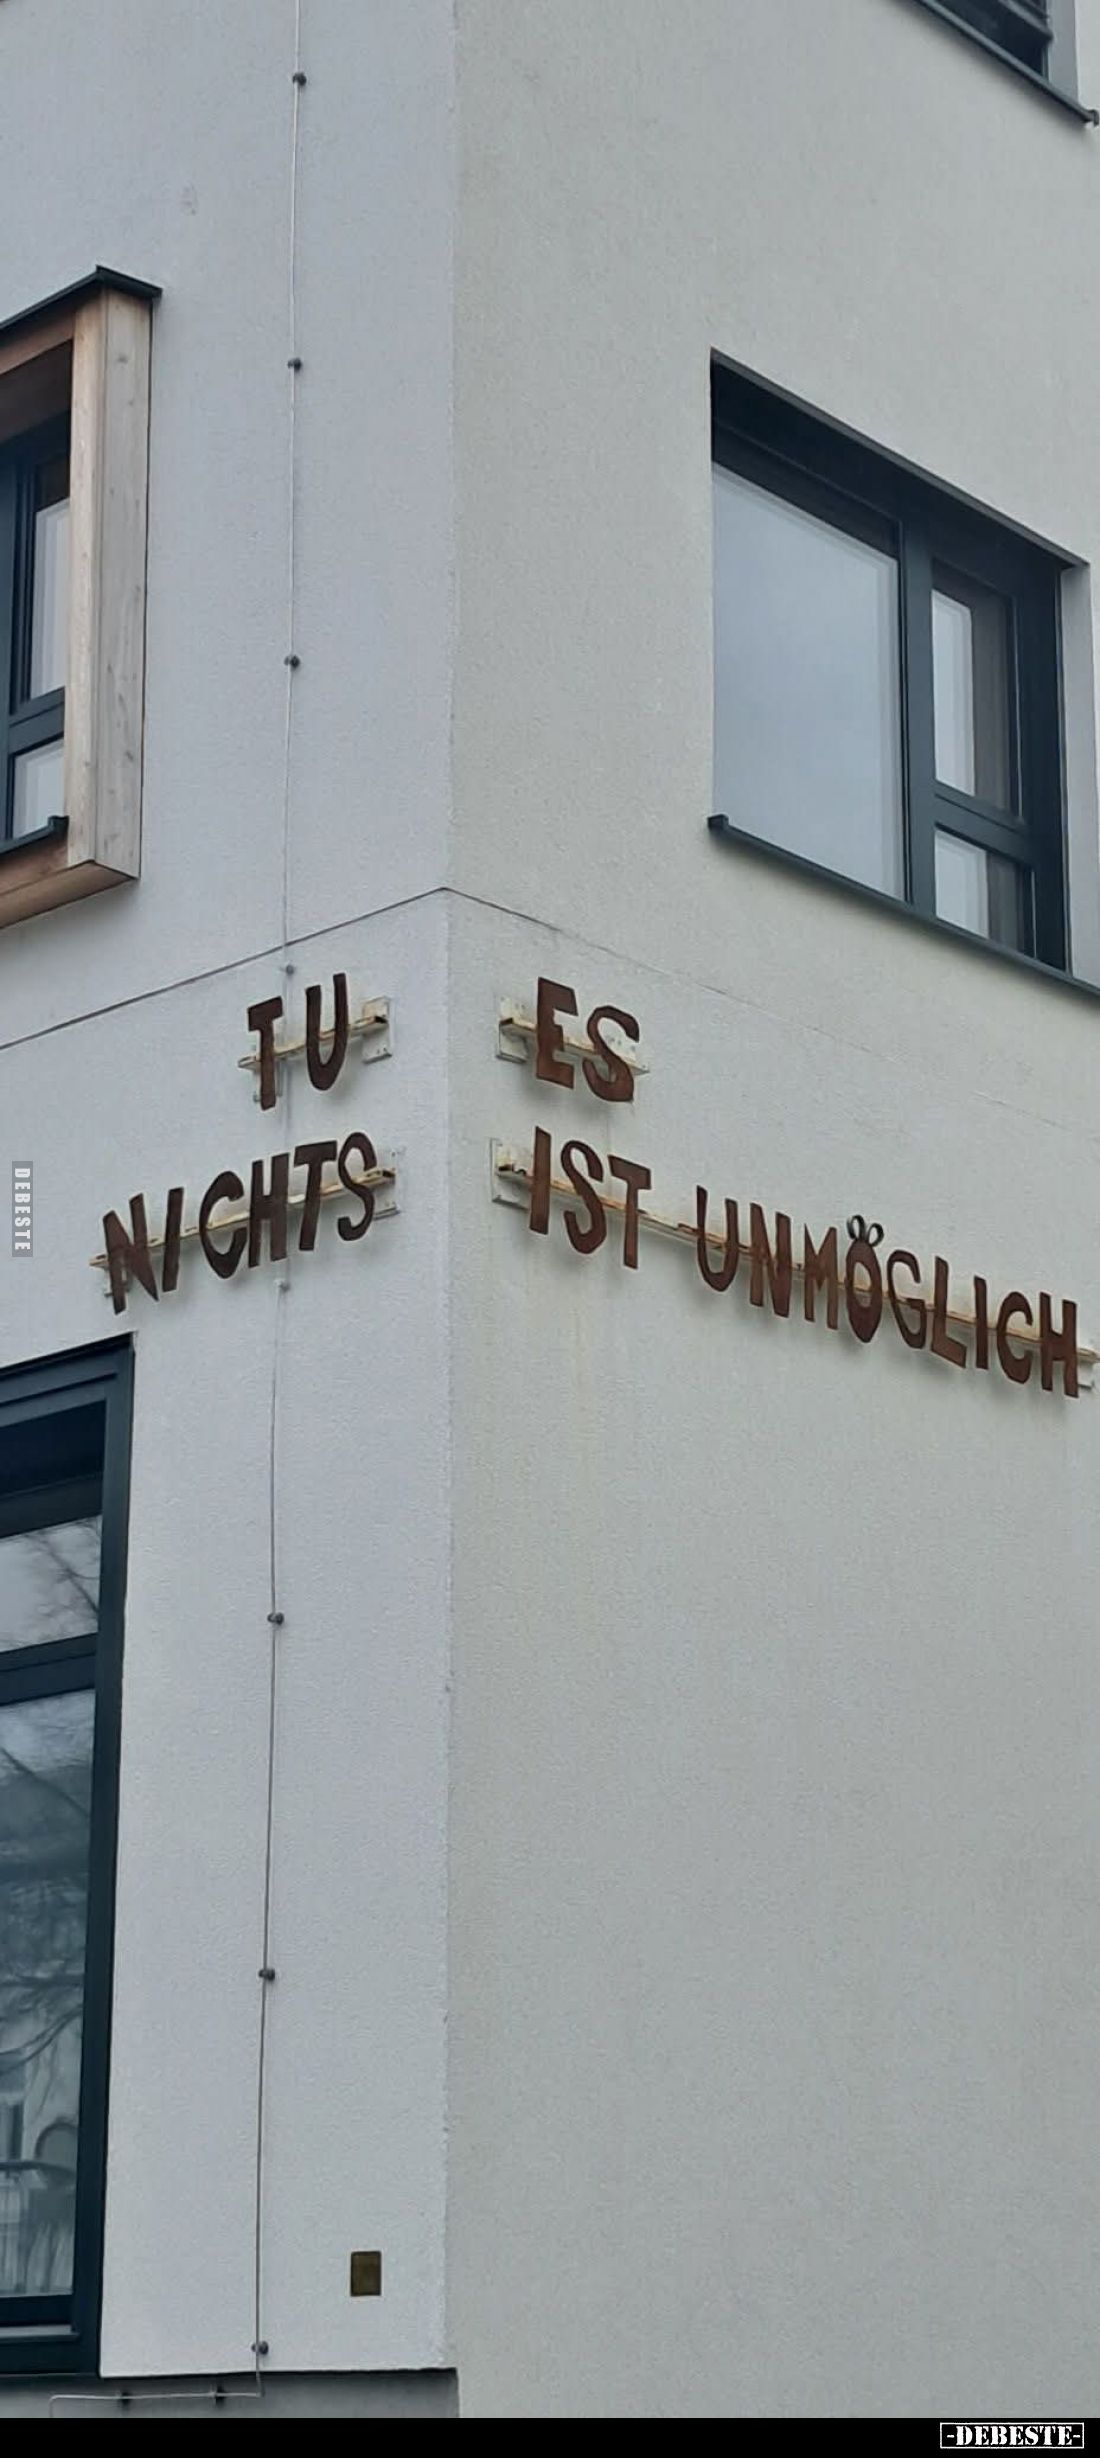 TU ES
NICHTS IST UNMÖGLICH
DEBESTE
-DEBESTE-